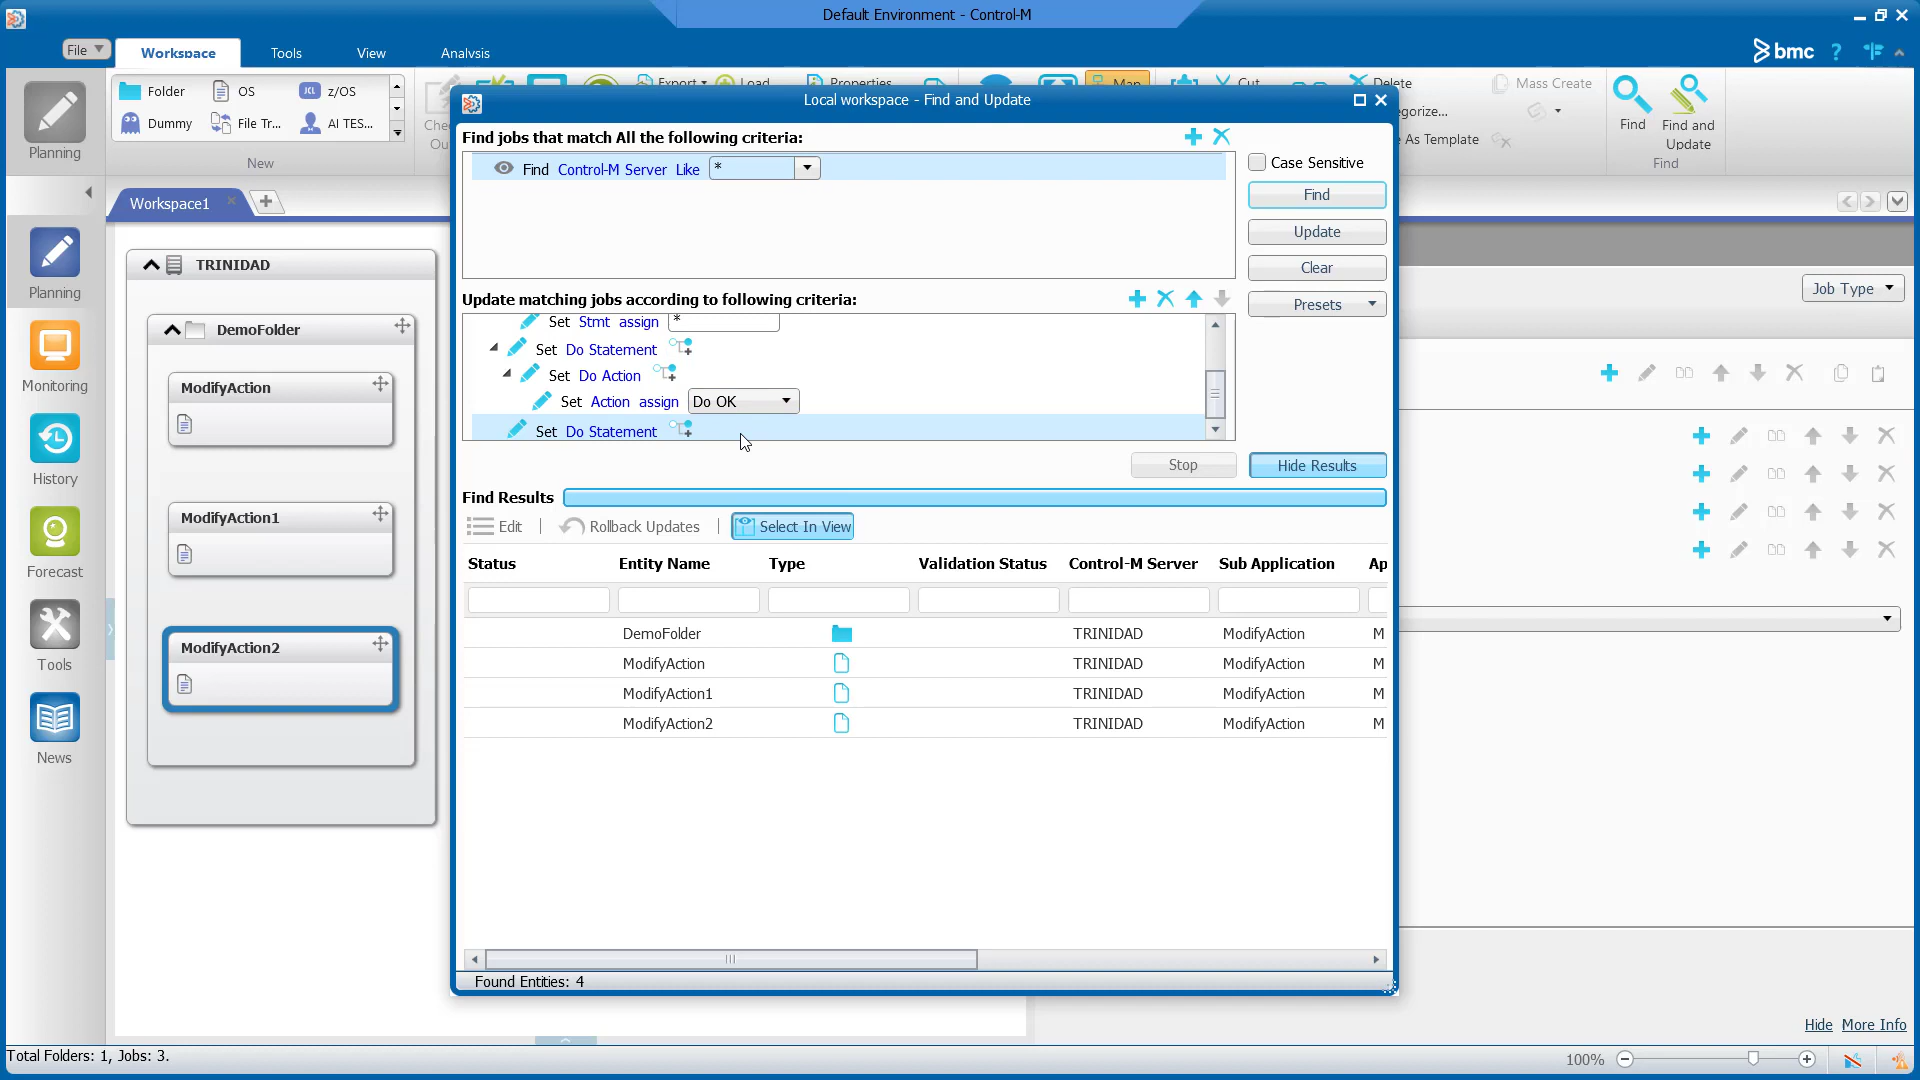 Default Environment - Control-M
File
Workspace
Tools
View
Analysis
bmc
?
Planning
Folder
OS
JCL
z/OS
Dummy
File Tr...
AI TES...
New
Export
Load
Properties
Map
Cut
Delete
Mass Create
egorize...
As Template
Find
Find and
Update
Find
Local workspace - Find and Update
Find jobs that match All the following criteria:
Find Control-M Server Like *
Case Sensitive
Find
Update
Clear
Presets
Update matching jobs according to following criteria:
Set Stmt assign *
Set Do Statement
Set Do Action
Set Action assign Do OK
Set Do Statement
Stop
Hide Results
Find Results
Edit
Rollback Updates
Select In View
Status Entity Name Type Validation Status Control-M Server Sub Application Ap
DemoFolder TRINIDAD ModifyAction M
ModifyAction TRINIDAD ModifyAction M
ModifyAction1 TRINIDAD ModifyAction M
ModifyAction2 TRINIDAD ModifyAction M
Found Entities: 4
Planning
Monitoring
History
Forecast
Tools
News
Workspace1
TRINIDAD
DemoFolder
ModifyAction
ModifyAction1
ModifyAction2
Job Type
Hide More Info
Total Folders: 1, Jobs: 3.
100%